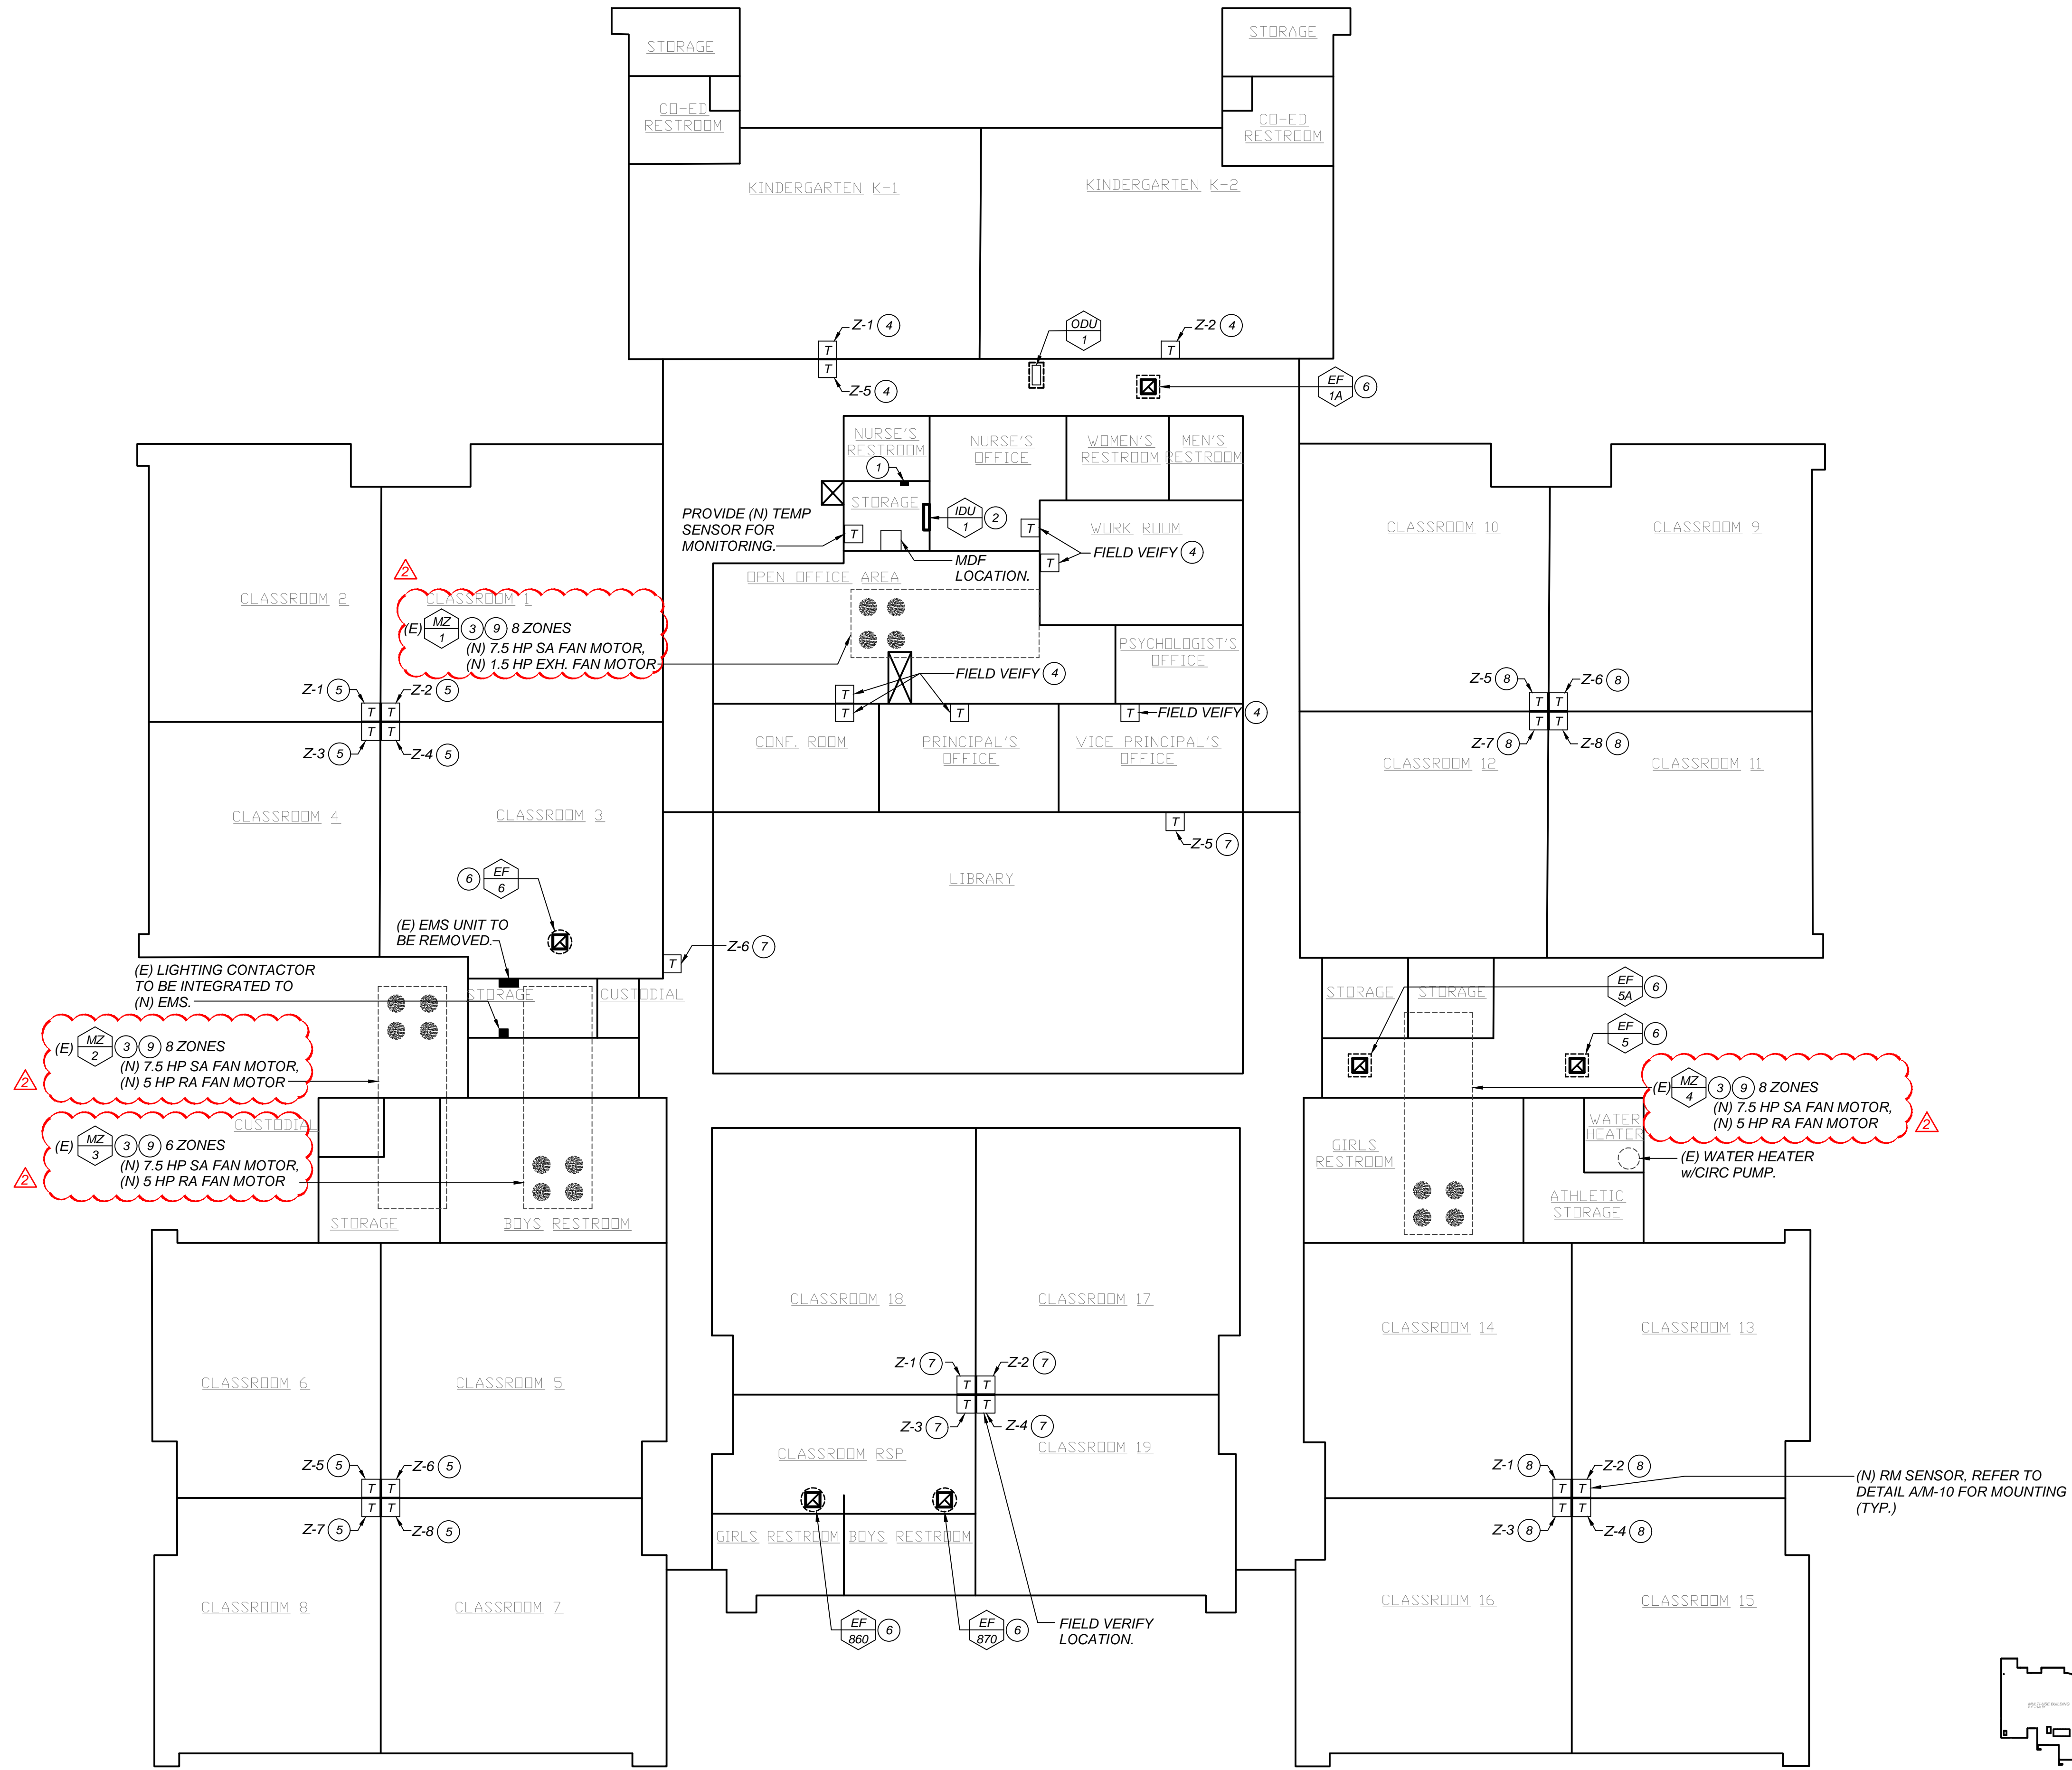 STORAGE
STORAGE
CO-ED
RESTROOM
CO-ED
RESTROOM
KINDERGARTEN K-1
KINDERGARTEN K-2
Z-1 4
T
T
Z-5 4
ODU
1
Z-2 4
T
EF
1A
6
NURSE'S
RESTROOM
NURSE'S
OFFICE
WOMEN'S
RESTROOM
MEN'S
RESTROOM
1
STORAGE
IDU
1
2
PROVIDE (N) TEMP
SENSOR FOR
MONITORING.
T
MDF
LOCATION.
T
T
WORK ROOM
FIELD VEIFY 4
OPEN OFFICE AREA
PSYCHOLOGIST'S
OFFICE
FIELD VEIFY 4
T
T
T
T
FIELD VEIFY 4
CONF. ROOM
PRINCIPAL'S
OFFICE
VICE PRINCIPAL'S
OFFICE
T
Z-5 7
LIBRARY
CLASSROOM 2
CLASSROOM 1
2
(E) MZ
1
3 9 8 ZONES
(N) 7.5 HP SA FAN MOTOR,
(N) 1.5 HP EXH. FAN MOTOR
Z-1 5
Z-2 5
T T
T T
Z-3 5
Z-4 5
CLASSROOM 4
CLASSROOM 3
6 EF
6
(E) EMS UNIT TO
BE REMOVED.
T
Z-6 7
(E) LIGHTING CONTACTOR
TO BE INTEGRATED TO
(N) EMS.
STORAGE
CUSTODIAL
(E) MZ
2
3 9 8 ZONES
(N) 7.5 HP SA FAN MOTOR,
(N) 5 HP RA FAN MOTOR
2
CUSTODIAL
(E) MZ
3
3 9 6 ZONES
(N) 7.5 HP SA FAN MOTOR,
(N) 5 HP RA FAN MOTOR
2
STORAGE
BOYS RESTROOM
CLASSROOM 10
CLASSROOM 9
Z-5 8
Z-6 8
T T
T T
Z-7 8
Z-8 8
CLASSROOM 12
CLASSROOM 11
STORAGE
STORAGE
EF
5A
6
EF
5
6
(E) MZ
4
3 9 8 ZONES
(N) 7.5 HP SA FAN MOTOR,
(N) 5 HP RA FAN MOTOR
2
WATER
HEATER
(E) WATER HEATER
w/CIRC PUMP.
GIRLS
RESTROOM
ATHLETIC
STORAGE
CLASSROOM 6
CLASSROOM 5
Z-5 5
Z-6 5
T T
T T
Z-7 5
Z-8 5
CLASSROOM 8
CLASSROOM 7
CLASSROOM 18
CLASSROOM 17
Z-1 7
Z-2 7
T T
T T
Z-3 7
Z-4 7
CLASSROOM RSP
CLASSROOM 19
GIRLS RESTROOM
BOYS RESTROOM
EF
860
6
EF
870
6
FIELD VERIFY
LOCATION.
CLASSROOM 14
CLASSROOM 13
Z-1 8
Z-2 8
T T
T T
Z-3 8
Z-4 8
(N) RM SENSOR, REFER TO
DETAIL A/M-10 FOR MOUNTING
(TYP.)
CLASSROOM 16
CLASSROOM 15
MULTI-USE BUILDING